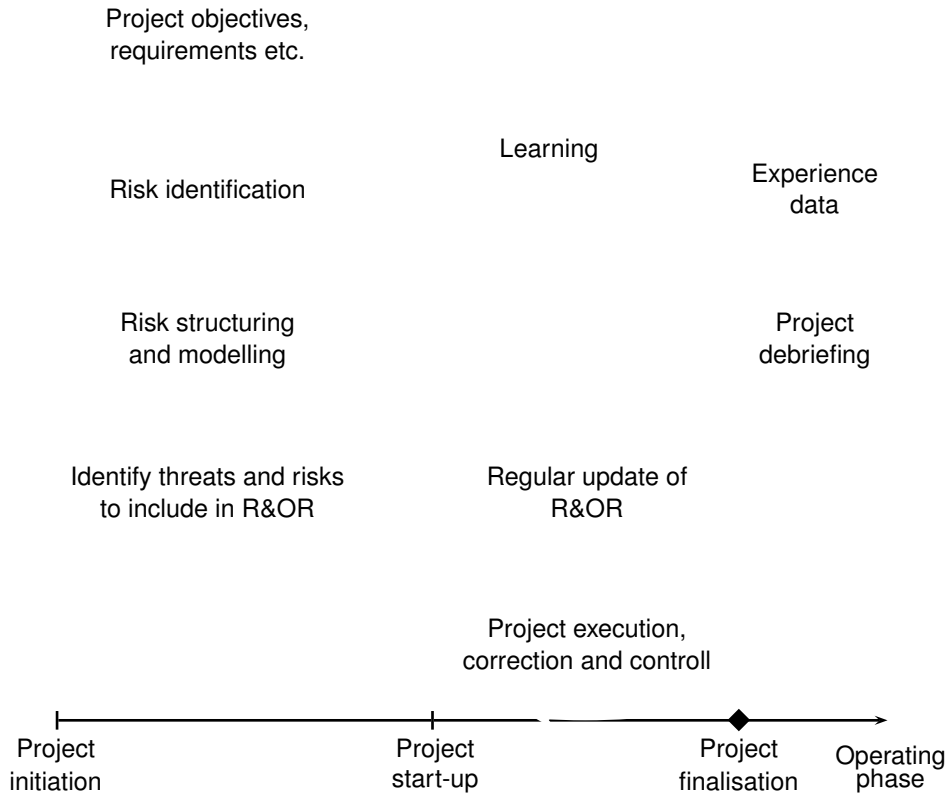 Project objectives,
requirements etc.
Learning
Experience
data
Risk identification
Risk structuring
and modelling
Project
debriefing
Identify threats and risks
to include in R&OR
Regular update of
R&OR
Project execution,
correction and controll
Project
initiation
Project
start-up
Project
finalisation
Operating
phase